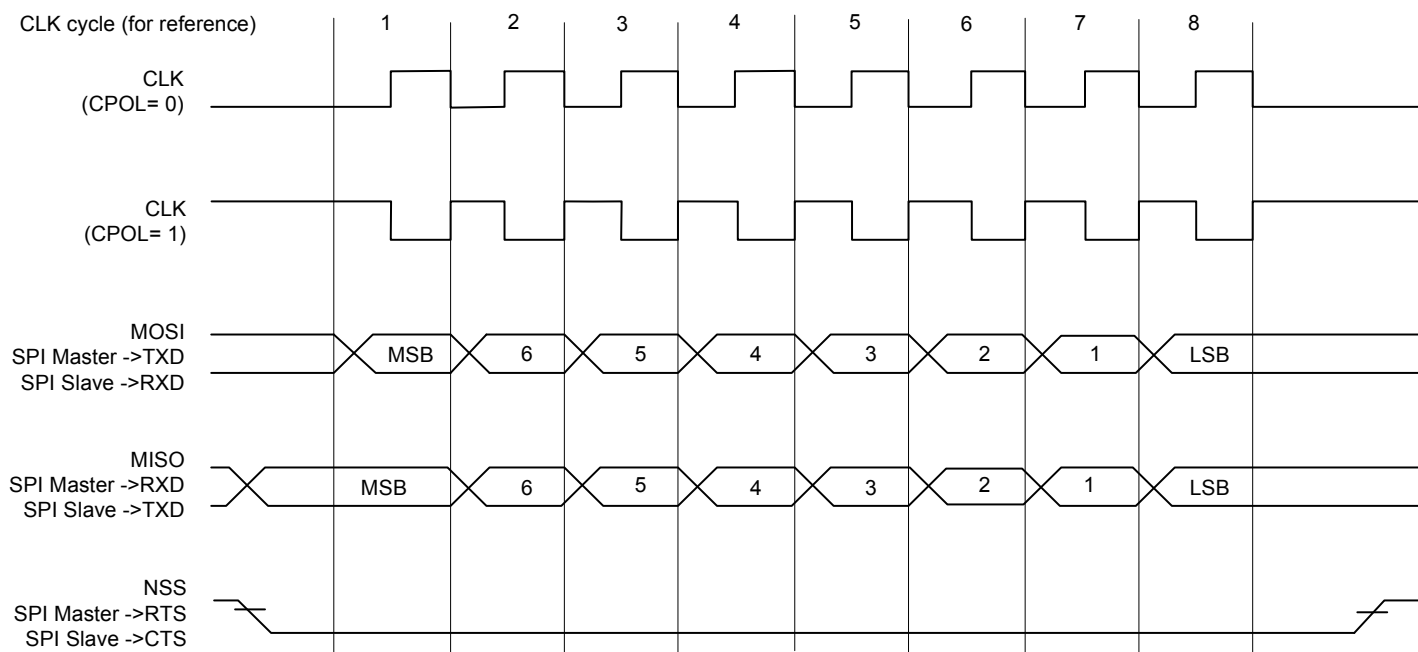 CLK cycle (for reference) 1 2 3 4 5 6 7 8
CLK
(CPOL= 0)
CLK
(CPOL= 1)
MOSI
SPI Master ->TXD
SPI Slave ->RXD
MSB 6 5 4 3 2 1 LSB
MISO
SPI Master ->RXD
SPI Slave ->TXD
MSB 6 5 4 3 2 1 LSB
NSS
SPI Master ->RTS
SPI Slave ->CTS